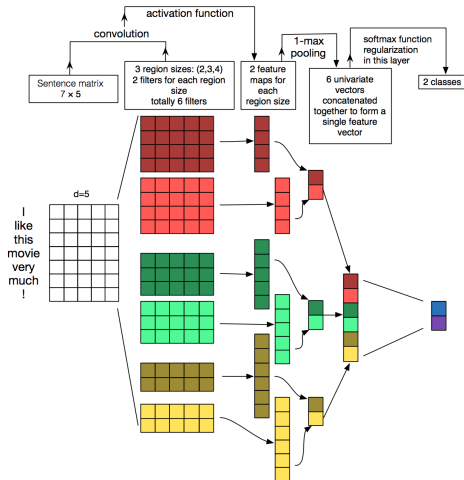 activation function
convolution
1-max
pooling
softmax function
regularization
in this layer
Sentence matrix
7 × 5
3 region sizes: (2,3,4)
2 filters for each region
size
totally 6 filters
2 feature
maps for
each
region size
6 univariate
vectors
concatenated
together to form a
single feature
vector
2 classes
d=5
I
like
this
movie
very
much
!